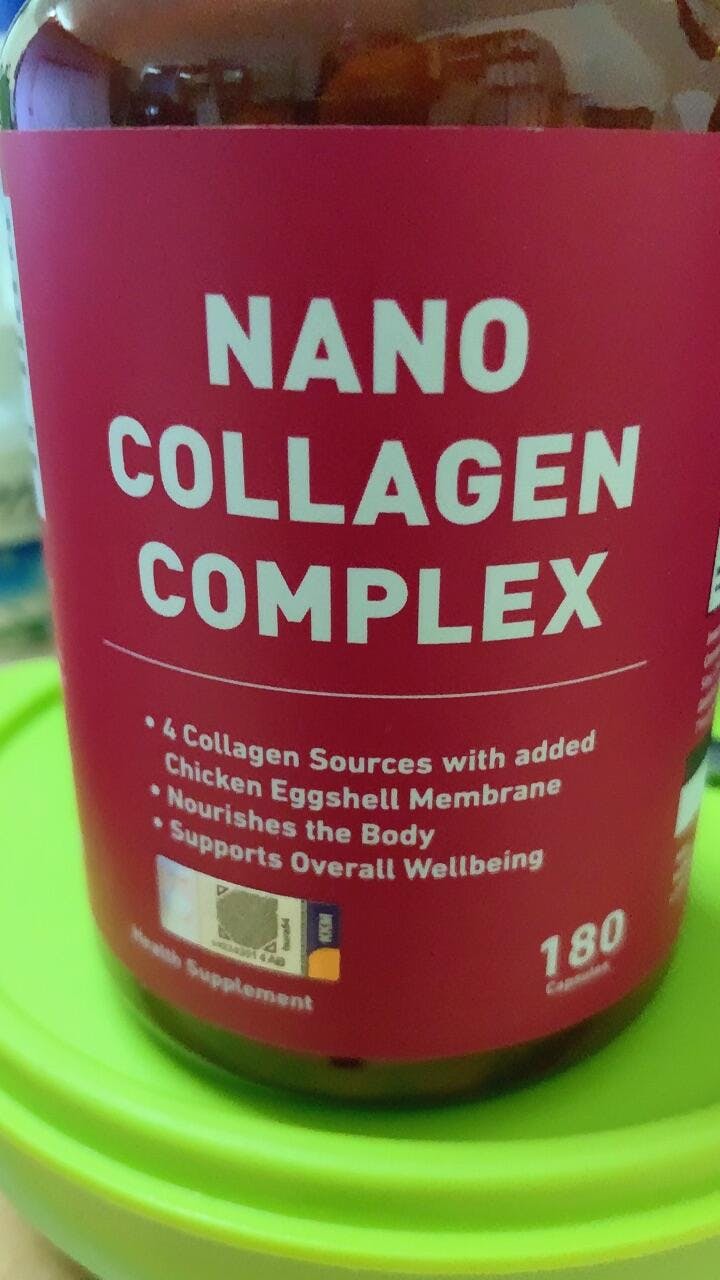 NANO
COLLAGEN
COMPLEX
• 4 Collagen Sources with added
Chicken Eggshell Membrane
• Nourishes the Body
• Supports Overall Wellbeing
KKM
Health Supplement
180
Capsules